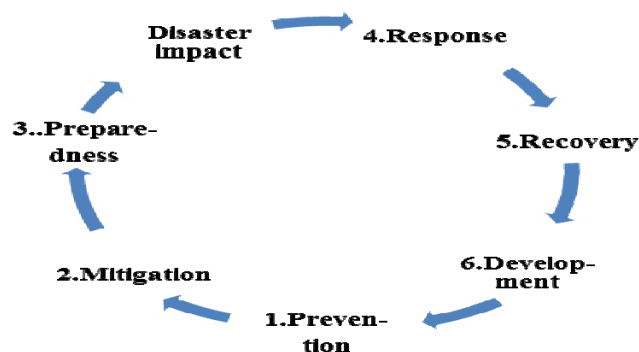 Disaster
impact
4.Response
3..Prepare-
dness
5.Recovery
2.Mitigation
6.Develop-
ment
1.Preven-
tion